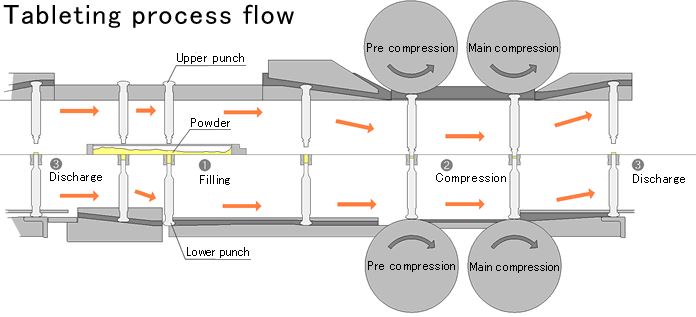 Tableting process flow
Pre compression
Main compression
Upper punch
Powder
③
Discharge
①
Filling
②
Compression
③
Discharge
Lower punch
Pre compression
Main compression